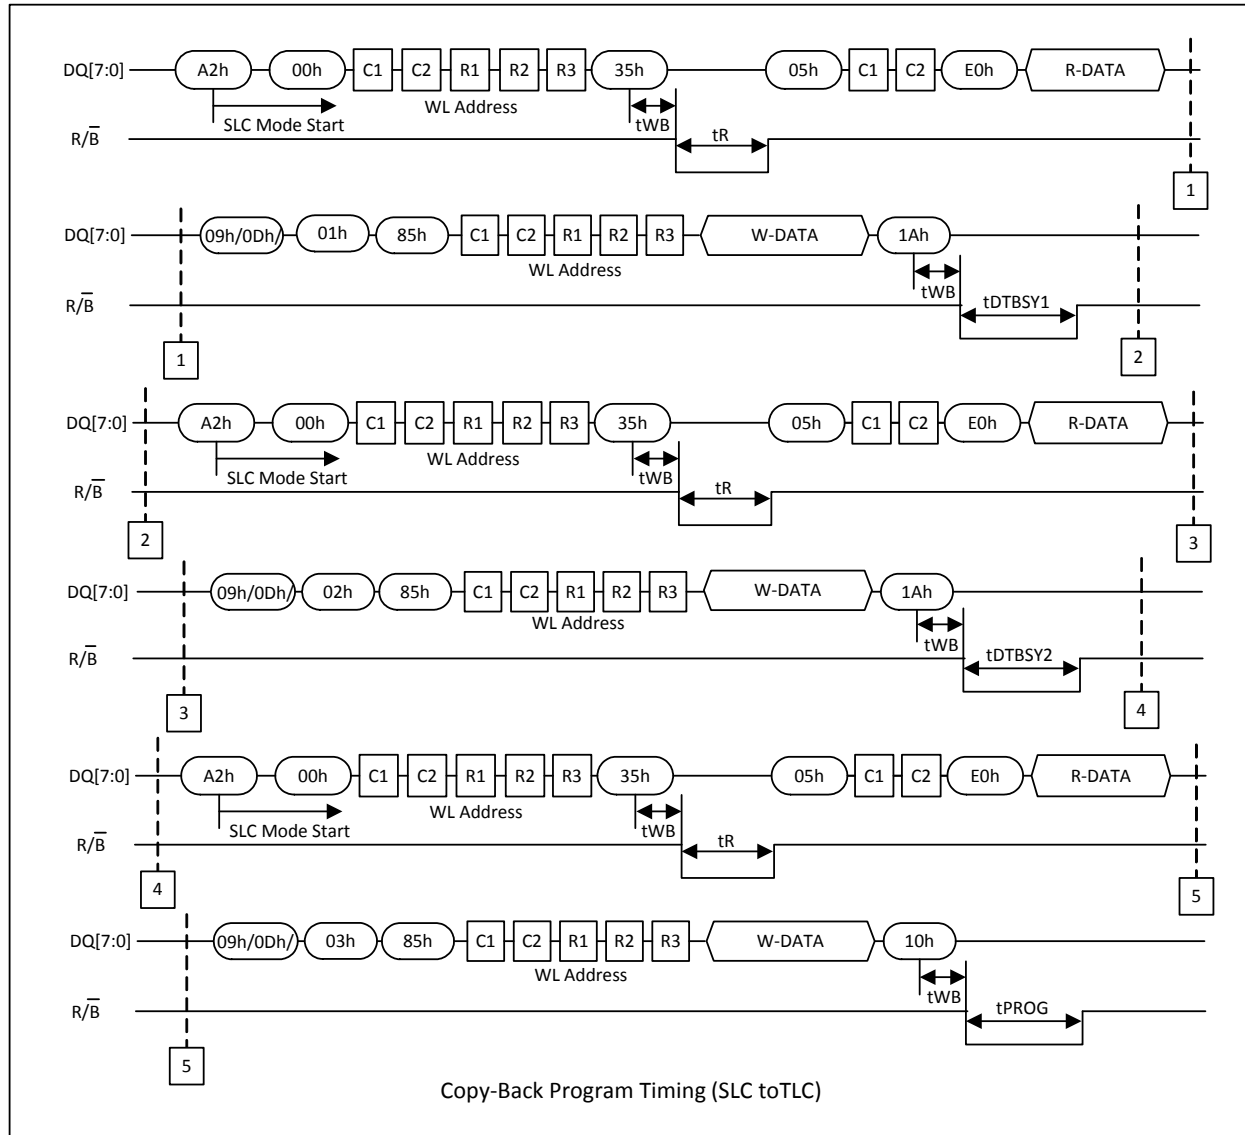 DQ[7:0] A2h 00h C1 C2 R1 R2 R3 35h 05h C1 C2 E0h R-DATA
WL Address
SLC Mode Start tWB
R/B̅ tR
1
DQ[7:0] 09h/0Dh/ 01h 85h C1 C2 R1 R2 R3 W-DATA 1Ah
WL Address
tWB
R/B̅ tDTBSY1
1 2
DQ[7:0] A2h 00h C1 C2 R1 R2 R3 35h 05h C1 C2 E0h R-DATA
WL Address
SLC Mode Start tWB
R/B̅ tR
2 3
DQ[7:0] 09h/0Dh/ 02h 85h C1 C2 R1 R2 R3 W-DATA 1Ah
WL Address
tWB
R/B̅ tDTBSY2
3 4
DQ[7:0] A2h 00h C1 C2 R1 R2 R3 35h 05h C1 C2 E0h R-DATA
WL Address
SLC Mode Start tWB
R/B̅ tR
4 5
DQ[7:0] 09h/0Dh/ 03h 85h C1 C2 R1 R2 R3 W-DATA 10h
WL Address
tWB
R/B̅ tPROG
5
Copy-Back Program Timing (SLC toTLC)